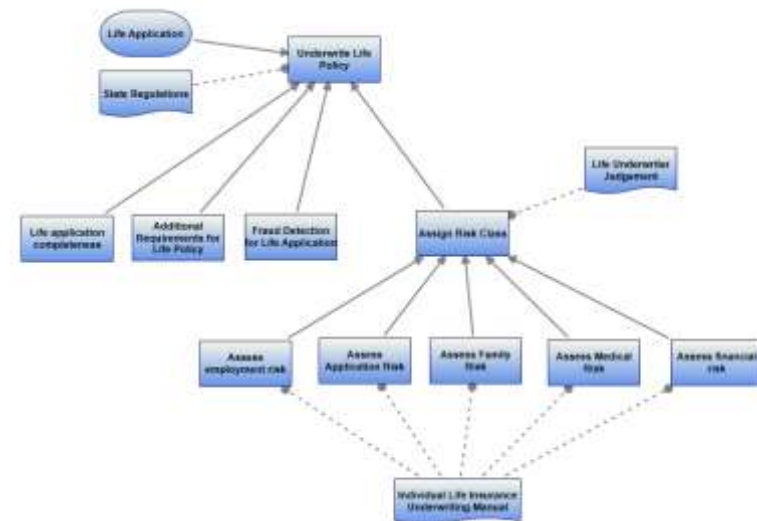 Life Application
Underwrite Life
Policy
State Regulations
Life Underwriter
Judgement
Life application
completeness
Additional
Requirements for
Life Policy
Fraud Detection
for Life Application
Assign Risk Class
Assess
employment risk
Assess
Application Risk
Assess Family
Risk
Assess Medical
Risk
Assess financial
risk
Individual Life Insurance
Underwriting Manual